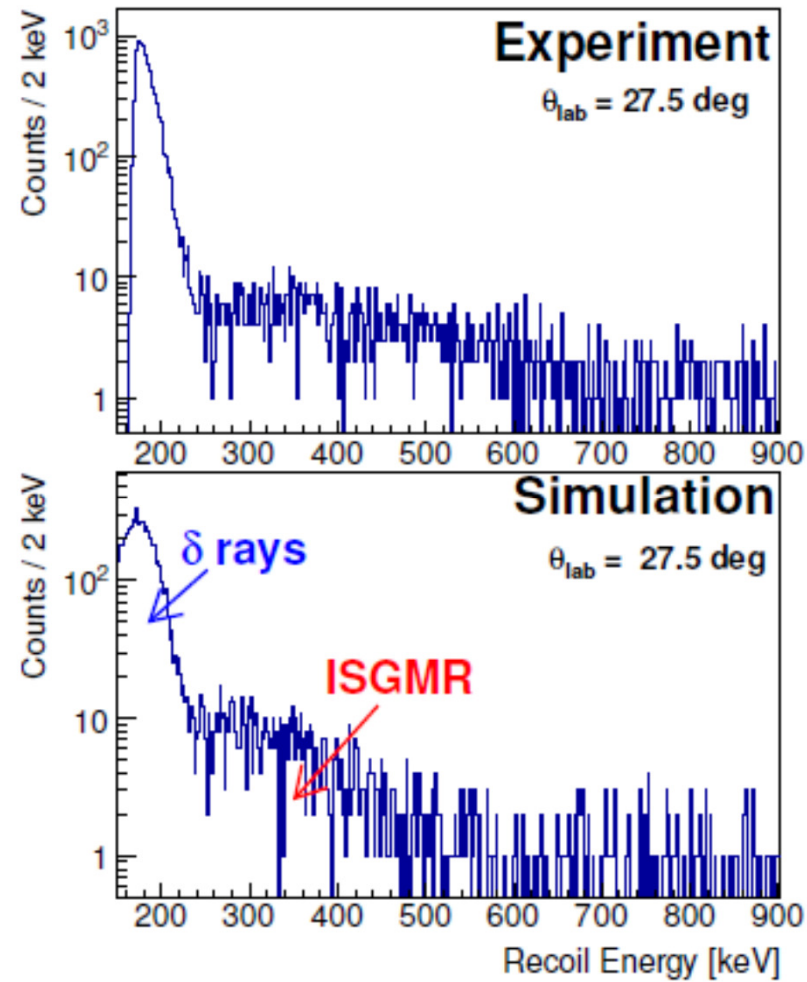 Counts / 2 keV
10³
10²
10
1
Experiment
θlab = 27.5 deg
200 300 400 500 600 700 800 900
Counts / 2 keV
10²
10
1
Simulation
θlab = 27.5 deg
δ rays
ISGMR
200 300 400 500 600 700 800 900
Recoil Energy [keV]